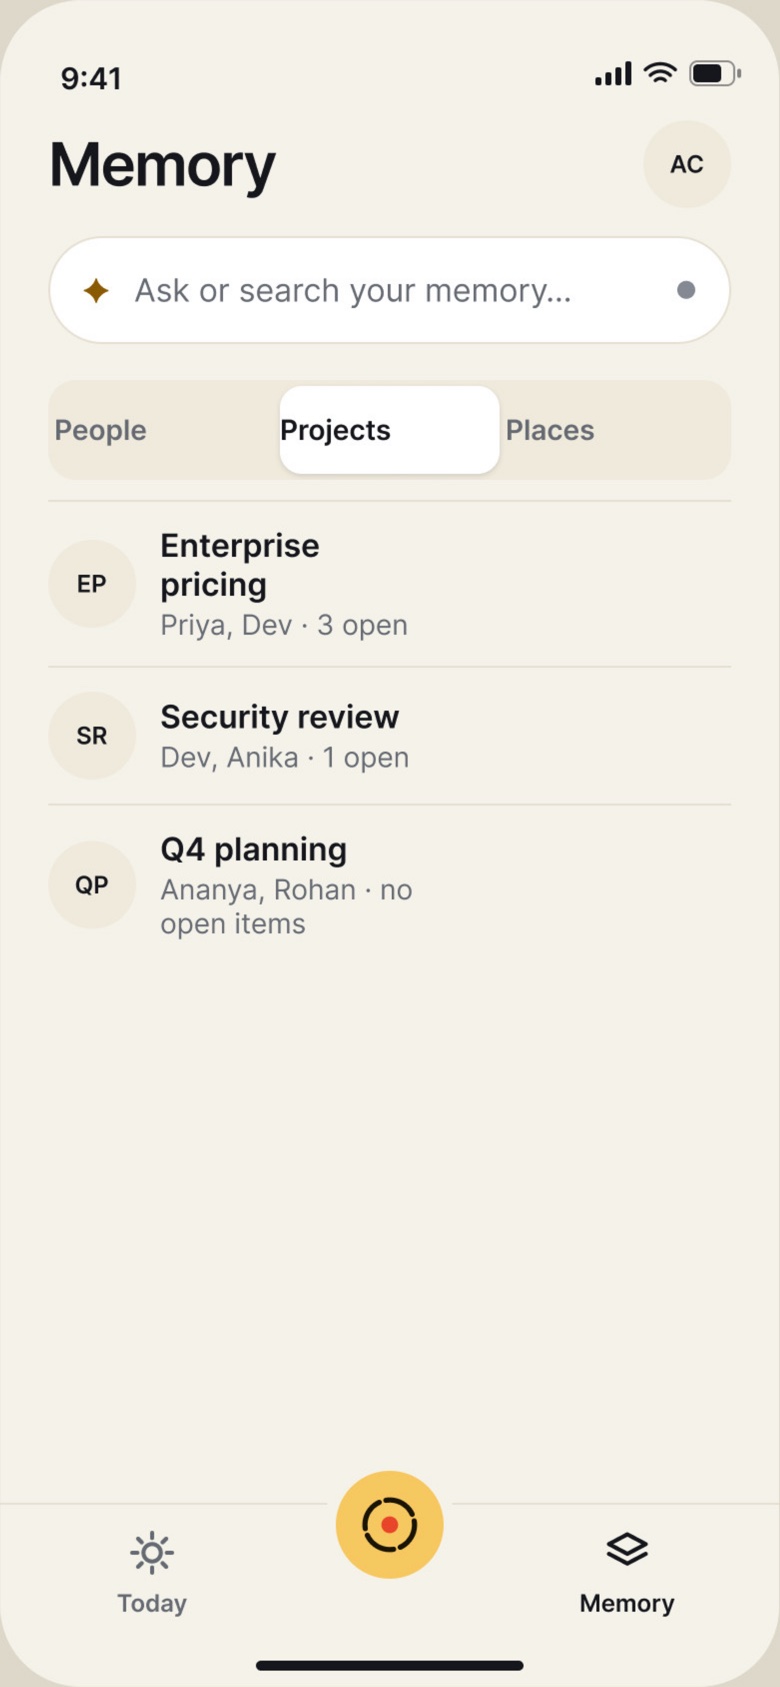 9:41
Memory
AC
Ask or search your memory...
People
Projects
Places
EP
Enterprise
pricing
Priya, Dev · 3 open
SR
Security review
Dev, Anika · 1 open
QP
Q4 planning
Ananya, Rohan · no
open items
Today
Memory